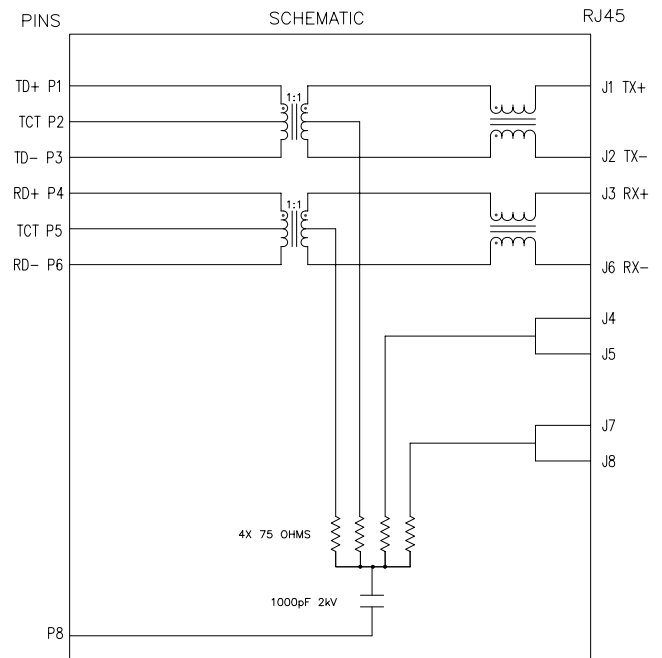 PINS SCHEMATIC RJ45
TD+ P1 1:1 J1 TX+
TCT P2
TD- P3 J2 TX-
RD+ P4 1:1 J3 RX+
TCT P5
RD- P6 J6 RX-
J4
J5
J7
J8
4X 75 OHMS
1000pF 2kV
P8